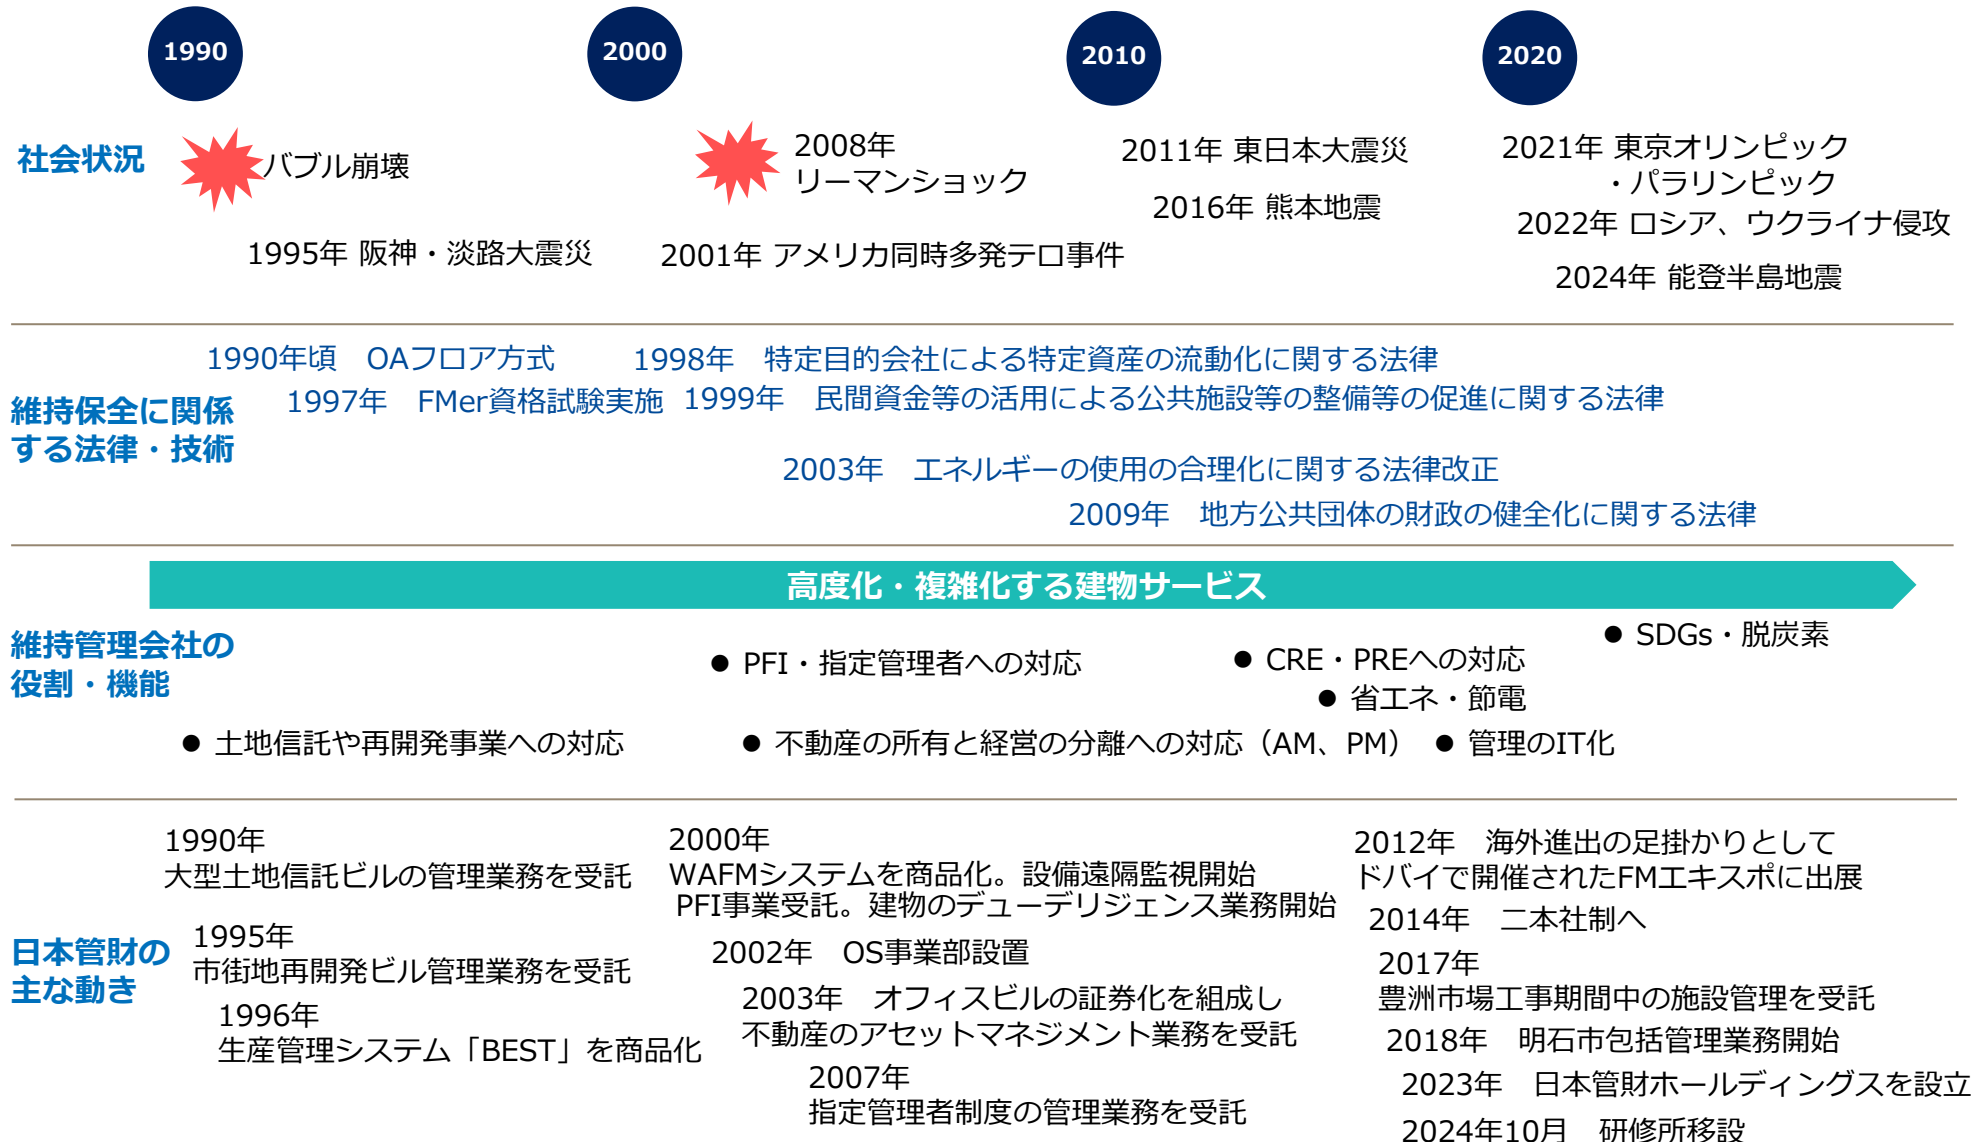 1990
2000
2010
2020
社会状況
バブル崩壊
1995年 阪神・淡路大震災
2008年
リーマンショック
2001年 アメリカ同時多発テロ事件
2011年 東日本大震災
2016年 熊本地震
2021年 東京オリンピック
・パラリンピック
2022年 ロシア、ウクライナ侵攻
2024年 能登半島地震
維持保全に関係
する法律・技術
1990年頃　OAフロア方式
1998年　特定目的会社による特定資産の流動化に関する法律
1997年　FMer資格試験実施
1999年　民間資金等の活用による公共施設等の整備等の促進に関する法律
2003年　エネルギーの使用の合理化に関する法律改正
2009年　地方公共団体の財政の健全化に関する法律
高度化・複雑化する建物サービス
維持管理会社の
役割・機能
● SDGs・脱炭素
● PFI・指定管理者への対応
● CRE・PREへの対応
● 省エネ・節電
● 土地信託や再開発事業への対応
● 不動産の所有と経営の分離への対応（AM、PM）
● 管理のIT化
日本管財の
主な動き
1990年
大型土地信託ビルの管理業務を受託
1995年
市街地再開発ビル管理業務を受託
1996年
生産管理システム「BEST」を商品化
2000年
WAFMシステムを商品化。設備遠隔監視開始
PFI事業受託。建物のデューデリジェンス業務開始
2002年　OS事業部設置
2003年　オフィスビルの証券化を組成し
不動産のアセットマネジメント業務を受託
2007年
指定管理者制度の管理業務を受託
2012年　海外進出の足掛かりとして
ドバイで開催されたFMエキスポに出展
2014年　二本社制へ
2017年
豊洲市場工事期間中の施設管理を受託
2018年　明石市包括管理業務開始
2023年　日本管財ホールディングスを設立
2024年10月　研修所移設